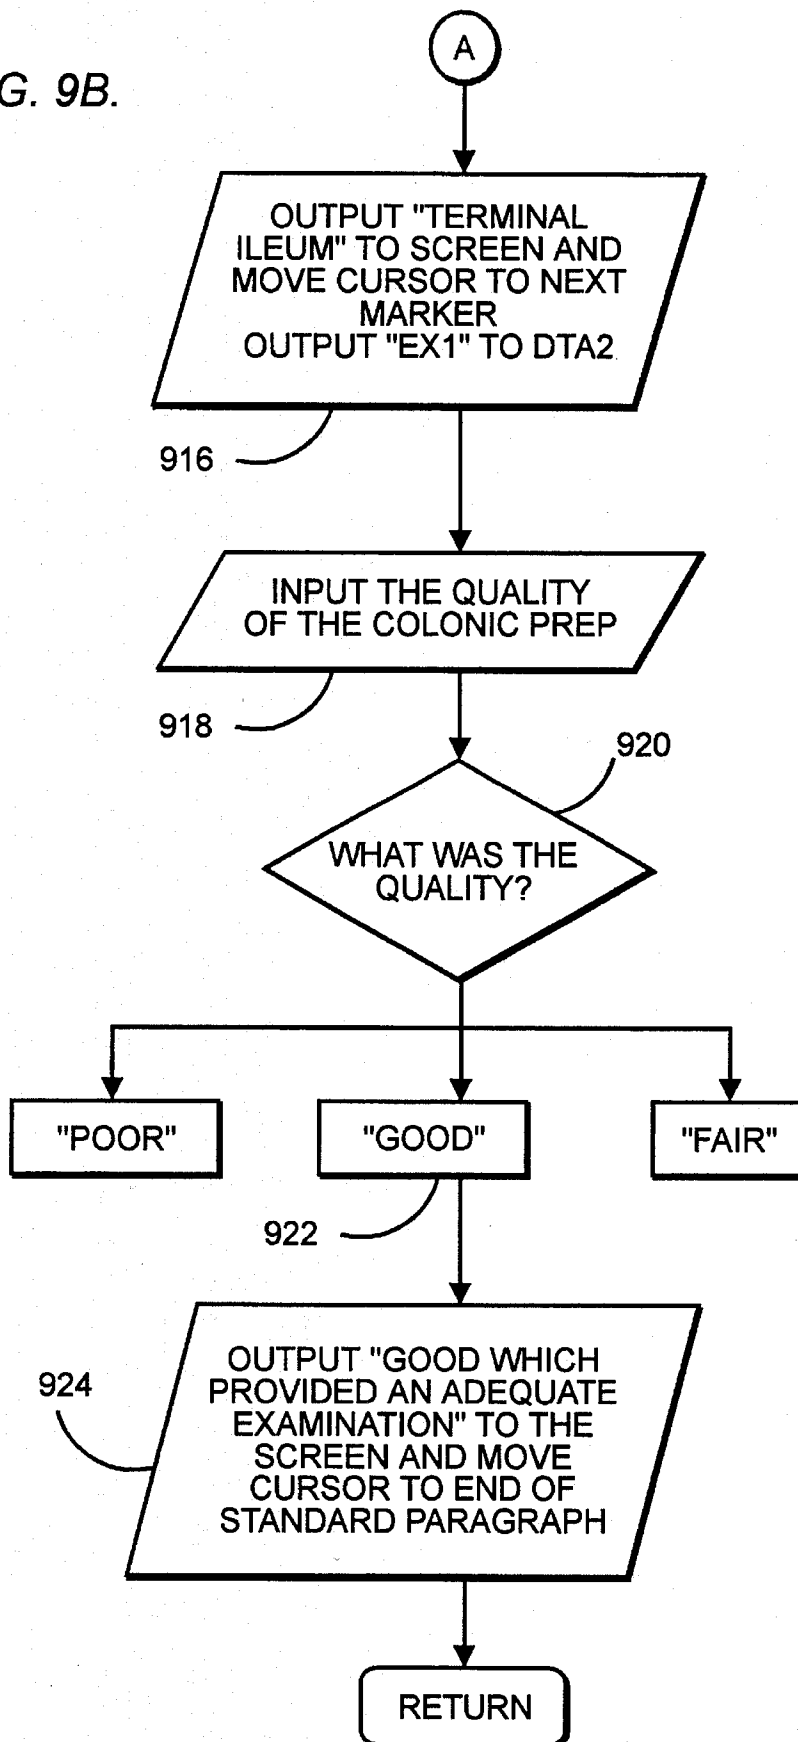 A
G. 9B.
OUTPUT "TERMINAL
ILEUM" TO SCREEN AND
MOVE CURSOR TO NEXT
MARKER
OUTPUT "EX1" TO DTA2
916
INPUT THE QUALITY
OF THE COLONIC PREP
918
920
WHAT WAS THE
QUALITY?
"POOR"
"GOOD"
"FAIR"
922
924
OUTPUT "GOOD WHICH
PROVIDED AN ADEQUATE
EXAMINATION" TO THE
SCREEN AND MOVE
CURSOR TO END OF
STANDARD PARAGRAPH
RETURN